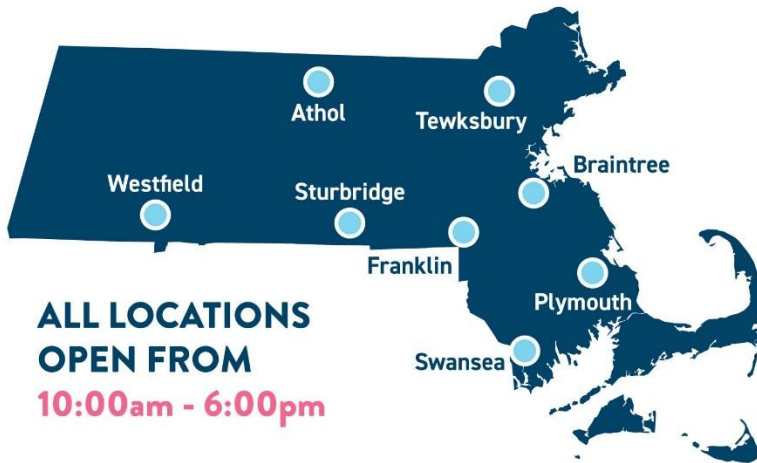 Athol
Tewksbury
Braintree
Westfield
Sturbridge
Franklin
Plymouth
Swansea
ALL LOCATIONS
OPEN FROM
10:00am - 6:00pm